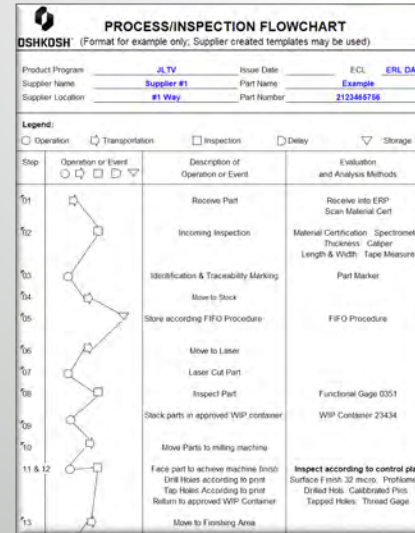 PROCESS/INSPECTION FLOWCHART
OSHKOSH (Format for example only; Supplier created templates may be used)
Product Program JLTV Issue Date ECL ERL DA
Supplier Name Supplier #1 Part Name Example
Supplier Location #1 Way Part Number 2123465756
Legend:
Operation Transportation Inspection Delay Storage
Step Operation or Event Description of Evaluation
Operation or Event and Analysis Methods
01 Receive Part Receive into ERP
Scan Material Cert
02 Incoming Inspection Material Certification Spectromet
Thickness Caliper
Length & Width Tape Measure
03 Identification & Traceability Marking Part Marker
04 Move to Stock
05 Store according FIFO Procedure FIFO Procedure
06 Move to Laser
07 Laser Cut Part
08 Inspect Part Functional Gage 0351
Stack parts in approved WIP container WIP Container 23434
09
10 Move Parts to milling machine
11 & 12 Face part to achieve machine finish Inspect according to control pla
Drill Holes according to print Surface Finish 32 micro. Profilome
Tap Holes According to print Drilled Hols. Calibbrated Pins
Return to approved WIP Container Tapped Holes. Thread Gage
13 Move to Finishing Area